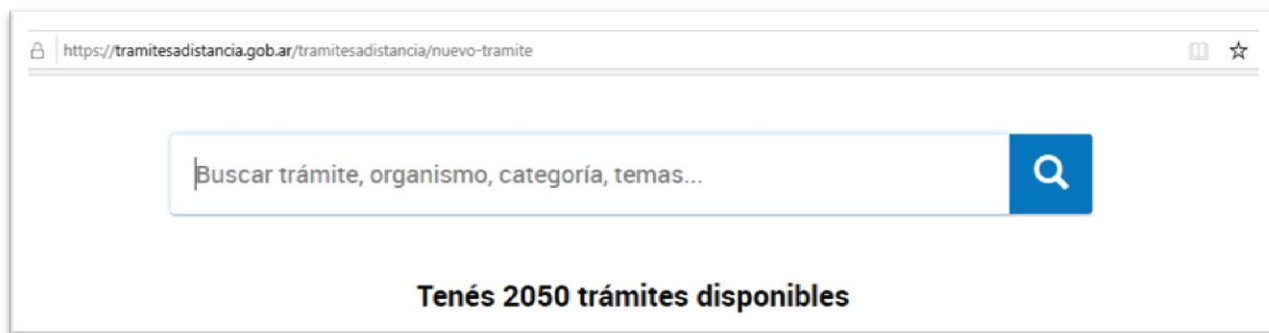 https://tramitesadistancia.gob.ar/tramitesadistancia/nuevo-tramite
Buscar trámite, organismo, categoría, temas...
Tenés 2050 trámites disponibles